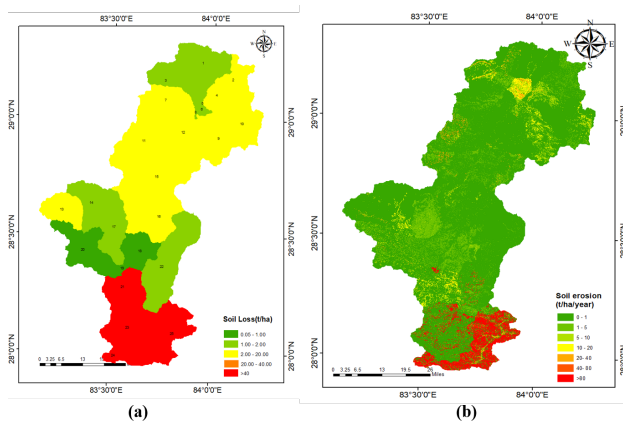 83°30'0"E 84°0'0"E
N
W E
S
29°0'0"N
28°30'0"N
28°0'0"N
Soil Loss(t/ha)
0.05 - 1.00
1.00 - 2.00
2.00 - 20.00
20.00 - 40.00
>40
0 3.25 6.5 13
83°30'0"E 84°0'0"E
(a)
83°30'0"E 84°0'0"E
N
W E
S
29°0'0"N
28°30'0"N
28°0'0"N
Soil erosion
(t/ha/year)
0 - 1
1 - 5
5 - 10
10 - 20
20- 40
40 - 80
>80
0 3.25 6.5 13 19.5 26
Miles
83°30'0"E 84°0'0"E
(b)